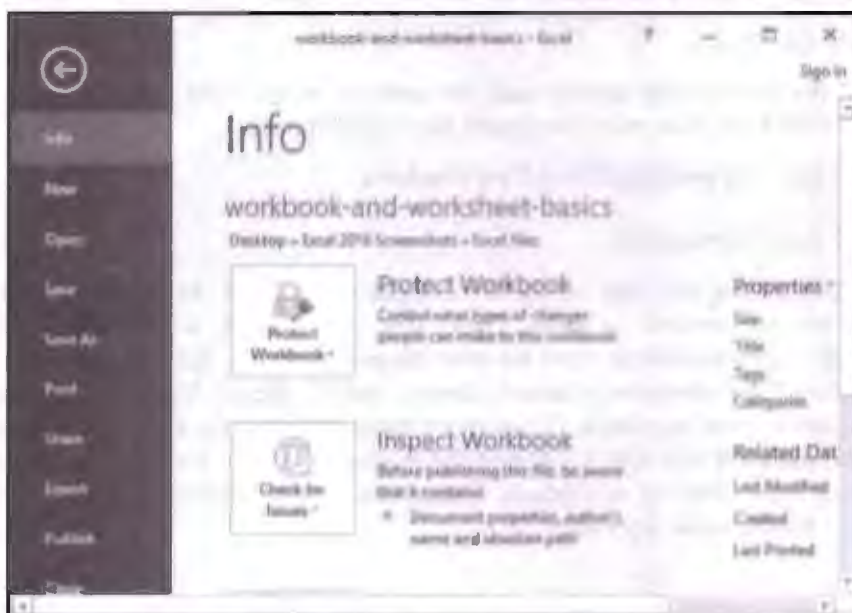 workbook-and-worksheet-basics - Excel ?
Sign in
Info
New
Open
Save
Save As
Print
Share
Export
Publish
Close
Info
workbook-and-worksheet-basics
Desktop » Excel 2016 Screenshots » Excel files
Protect
Workbook
Protect Workbook
Control what types of changes
people can make to this workbook.
Check for
Issues
Inspect Workbook
Before publishing this file, be aware
that it contains:
Document properties, author's
name and absolute path
Properties
Size
Title
Tags
Categories
Related Dat
Last Modified
Created
Last Printed